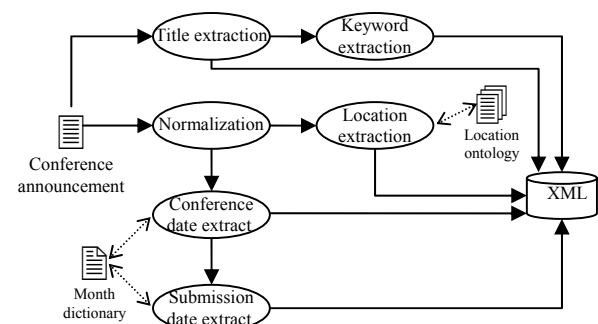 Title extraction
Keyword
extraction
Normalization
Location
extraction
Location
ontology
Conference
announcement
XML
Conference
date extract
Month
dictionary
Submission
date extract